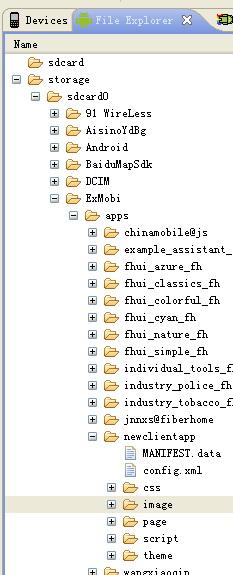 Devices File Explorer
Name
sdcard
storage
sdcard0
91 WireLess
AisinoYdBg
Android
BaiduMapSdk
DCIM
ExMobi
apps
chinamobile@js
example_assistant_
fhui_azure_fh
fhui_classics_fh
fhui_colorful_fh
fhui_cyan_fh
fhui_nature_fh
fhui_simple_fh
individual_tools_f
industry_police_fh
industry_tobacco_f
jnnxs@fiberhome
newclientapp
MANIFEST.data
config.xml
css
image
page
script
theme
wangxiaoqin